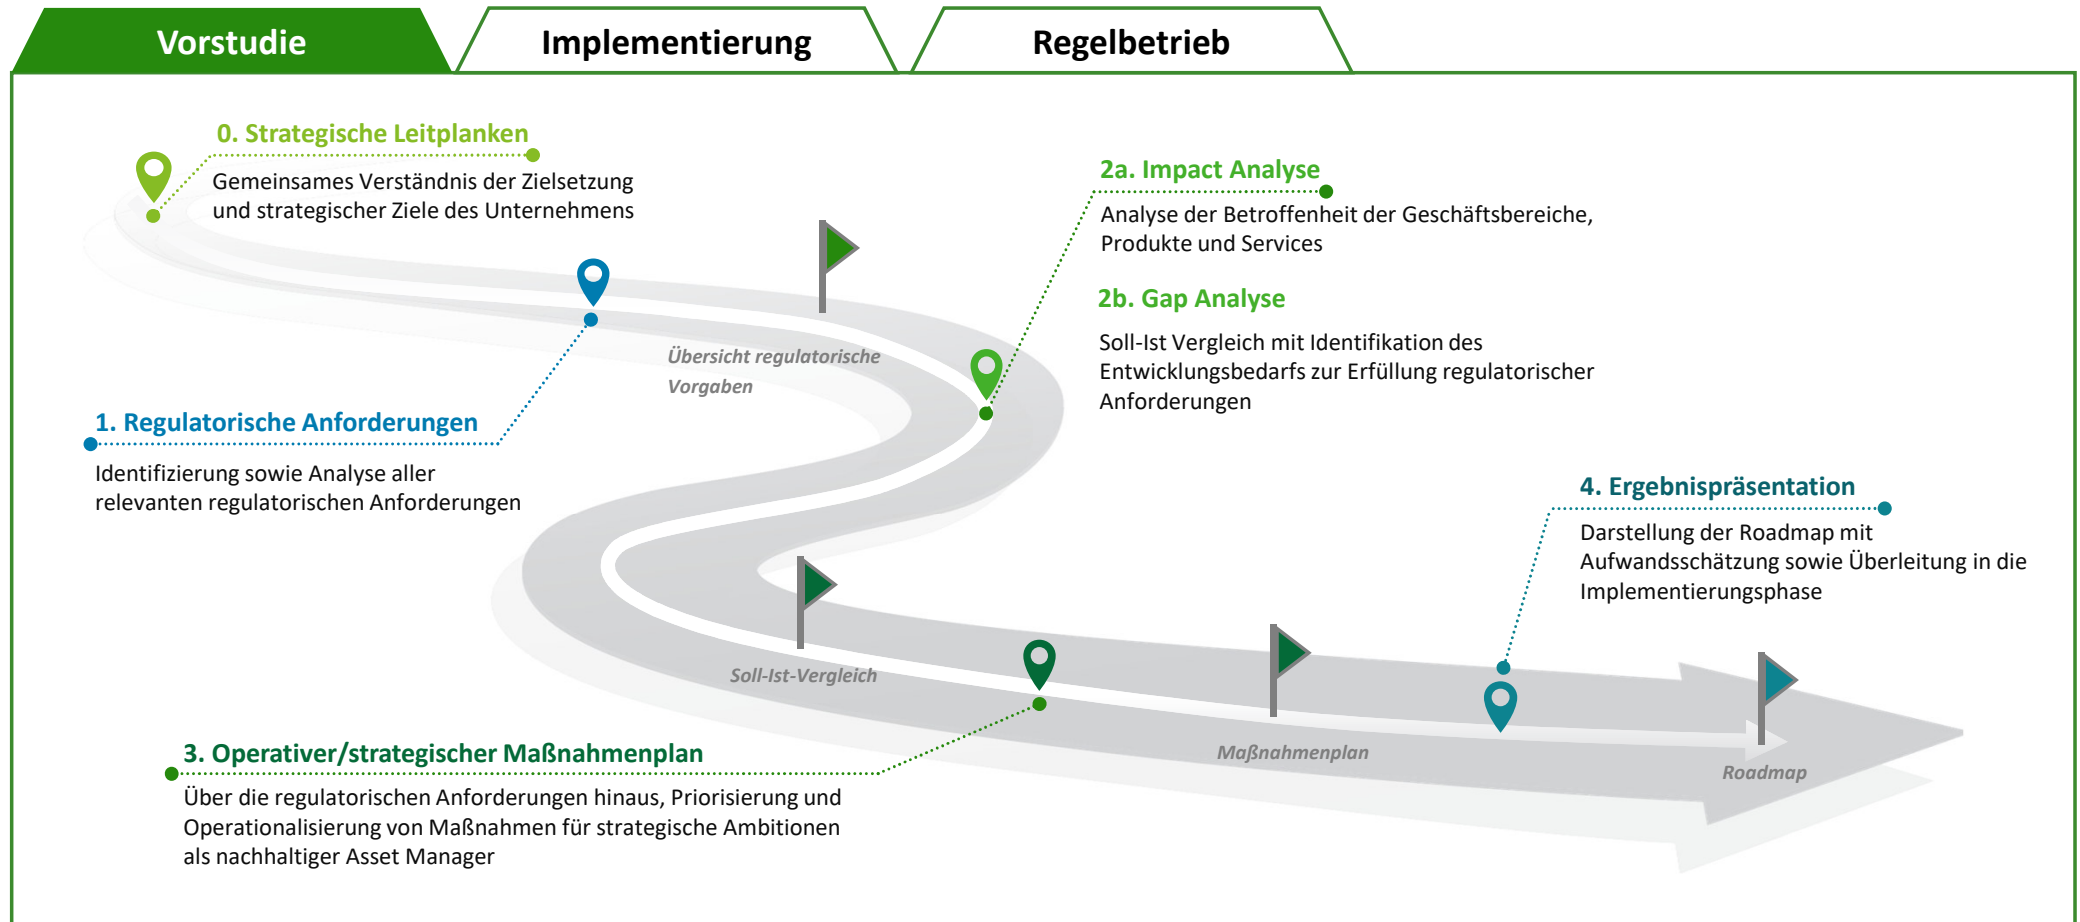 Vorstudie
Implementierung
Regelbetrieb
0. Strategische Leitplanken
Gemeinsames Verständnis der Zielsetzung
und strategischer Ziele des Unternehmens
2a. Impact Analyse
Analyse der Betroffenheit der Geschäftsbereiche,
Produkte und Services
2b. Gap Analyse
Soll-Ist Vergleich mit Identifikation des
Entwicklungsbedarfs zur Erfüllung regulatorischer
Anforderungen
Übersicht regulatorische
Vorgaben
1. Regulatorische Anforderungen
Identifizierung sowie Analyse aller
relevanten regulatorischen Anforderungen
4. Ergebnispräsentation
Darstellung der Roadmap mit
Aufwandsschätzung sowie Überleitung in die
Implementierungsphase
Soll-Ist-Vergleich
Maßnahmenplan
Roadmap
3. Operativer/strategischer Maßnahmenplan
Über die regulatorischen Anforderungen hinaus, Priorisierung und
Operationalisierung von Maßnahmen für strategische Ambitionen
als nachhaltiger Asset Manager